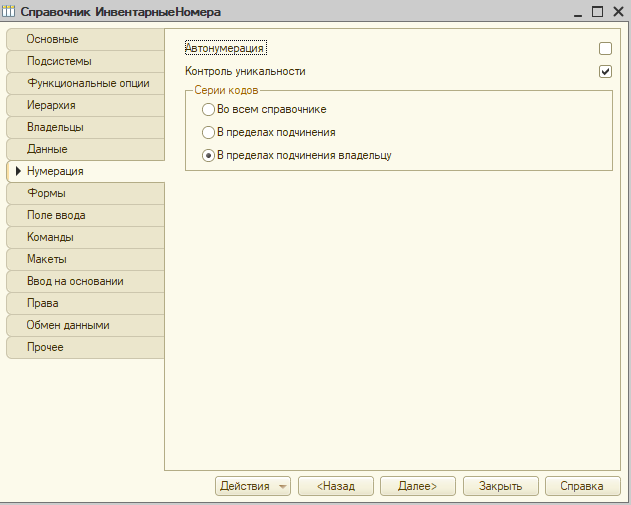 Справочник ИнвентарныеНомера
Основные
Подсистемы
Функциональные опции
Иерархия
Владельцы
Данные
Нумерация
Формы
Поле ввода
Команды
Макеты
Ввод на основании
Права
Обмен данными
Прочее
Автонумерация
Контроль уникальности
Серии кодов
Во всем справочнике
В пределах подчинения
В пределах подчинения владельцу
Действия
<Назад
Далее>
Закрыть
Справка